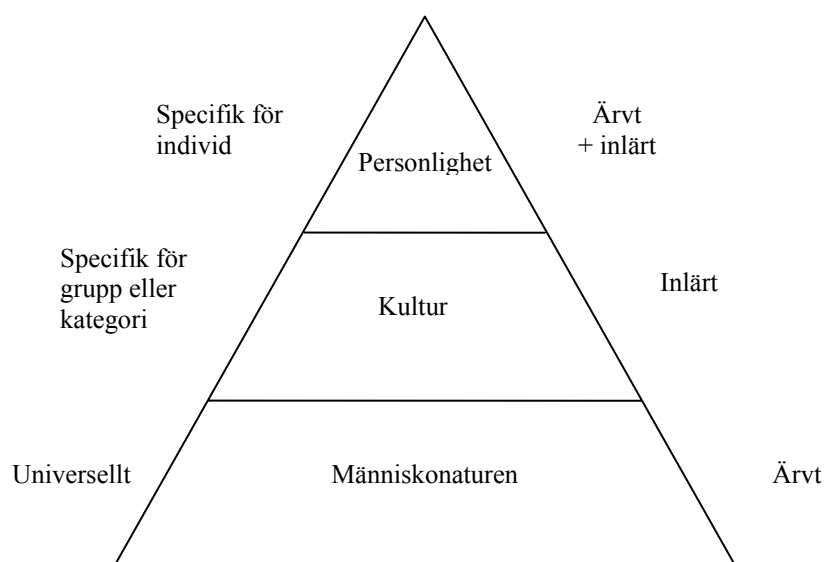 Specifik för
individ
Ärvt
+ inlärt
Personlighet
Specifik för
grupp eller
kategori
Kultur
Inlärt
Universellt
Människonaturen
Ärvt